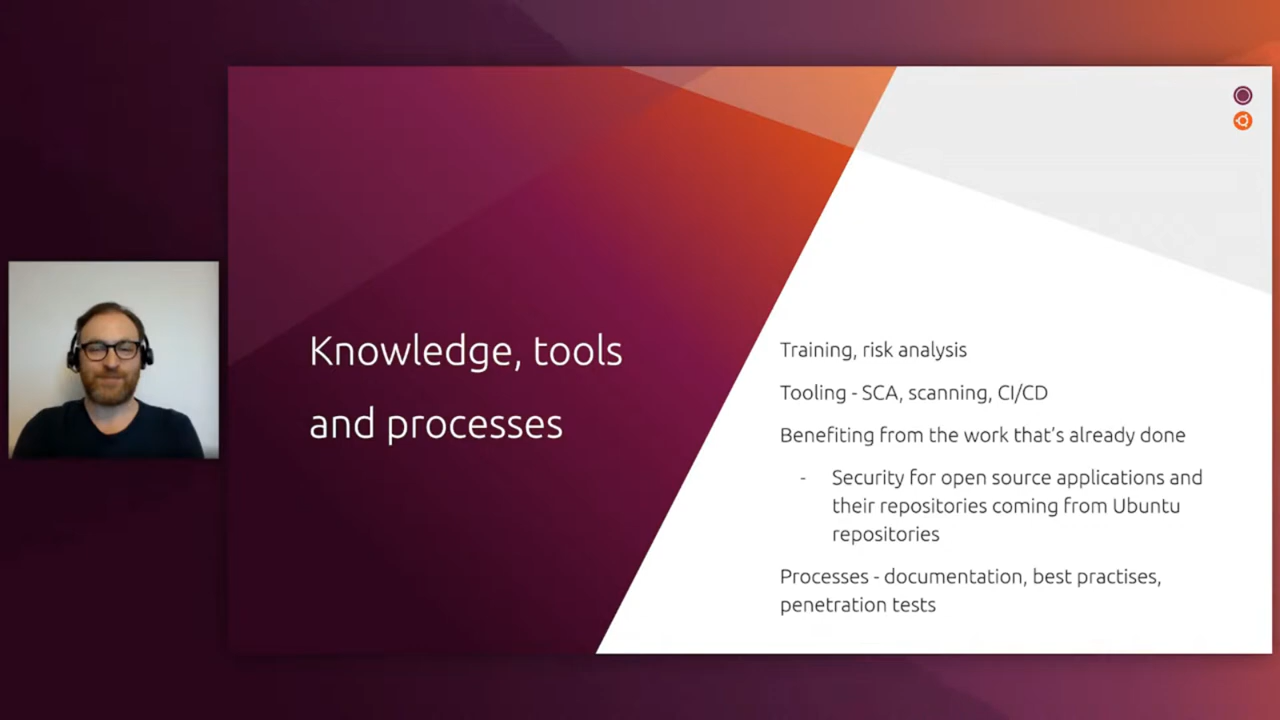 Knowledge, tools
and processes
Training, risk analysis
Tooling - SCA, scanning, CI/CD
Benefiting from the work that's already done
- Security for open source applications and
their repositories coming from Ubuntu
repositories
Processes - documentation, best practises,
penetration tests